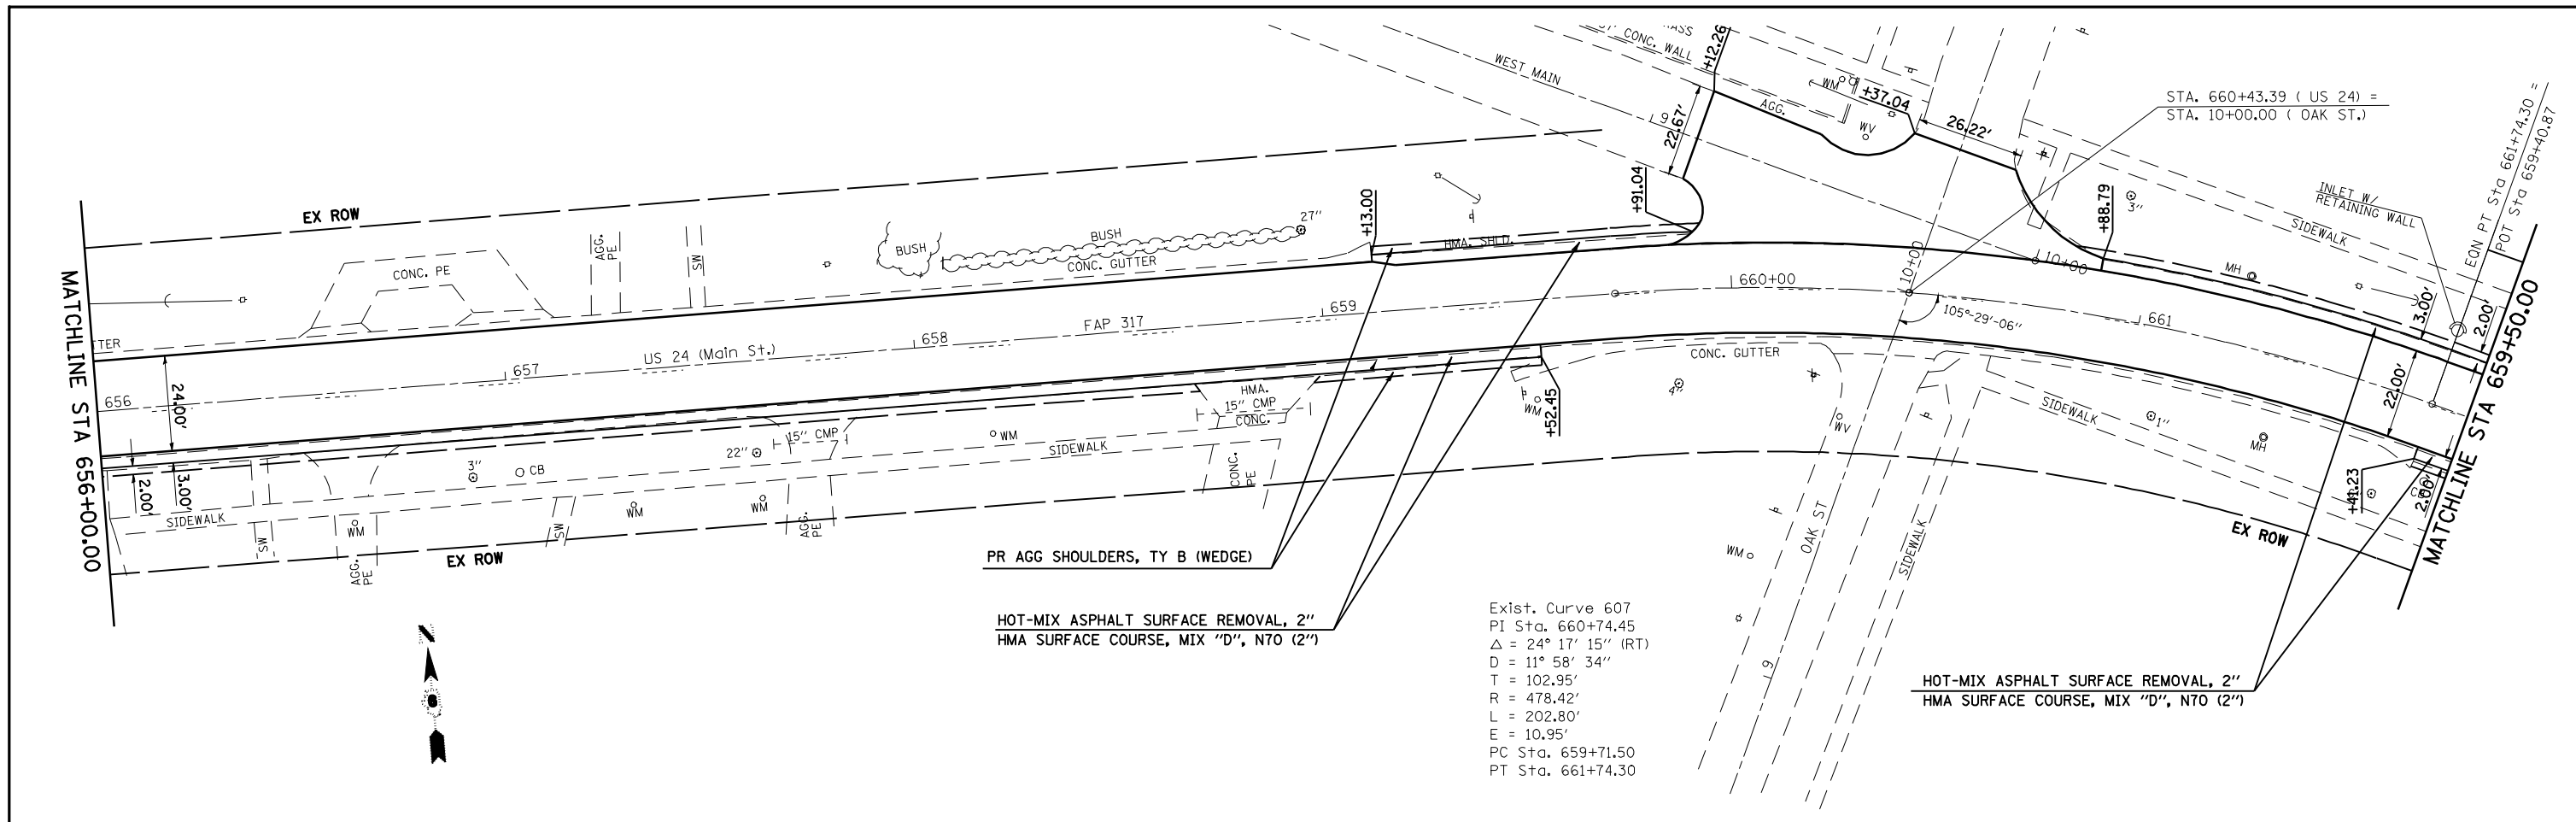 CONC. WALL
WEST MAIN
+12.26
22.67'
9
AGG.
WM
+37.04
WV
26.22'
STA. 660+43.39 ( US 24) =
STA. 10+00.00 ( OAK ST.)
EQN PT Sta 661+74.30 =
POT Sta 659+40.87
INLET W/
RETAINING WALL
SIDEWALK
3"
+88.79
MH
3.00'
2.00'
MATCHLINE STA 659+50.00
EX ROW
CONC. PE
AGG.
PE
SW
BUSH
BUSH
27"
CONC. GUTTER
+13.00
HMA. SHLD.
+91.04
10+00
10+00
105°-29'-06"
660+00
661
659
FAP 317
658
US 24 (Main St.)
657
656
TER
MATCHLINE STA 656+00.00
24.00'
2.00'
3.00'
SIDEWALK
SW
WM
AGG.
PE
3"
CB
SW
WM
22"
15" CMP
WM
AGG.
PE
WM
SIDEWALK
HMA.
15" CMP
CONC.
CONC.
PE
WM
+52.45
CONC. GUTTER
4"
WV
OAK ST
WM
SIDEWALK
9
SIDEWALK
1"
MH
22.00'
+41.23
2.00'
EX ROW
EX ROW
PR AGG SHOULDERS, TY B (WEDGE)
HOT-MIX ASPHALT SURFACE REMOVAL, 2"
HMA SURFACE COURSE, MIX "D", N70 (2")
N
Exist. Curve 607
PI Sta. 660+74.45
Δ = 24° 17' 15" (RT)
D = 11° 58' 34"
T = 102.95'
R = 478.42'
L = 202.80'
E = 10.95'
PC Sta. 659+71.50
PT Sta. 661+74.30
HOT-MIX ASPHALT SURFACE REMOVAL, 2"
HMA SURFACE COURSE, MIX "D", N70 (2")